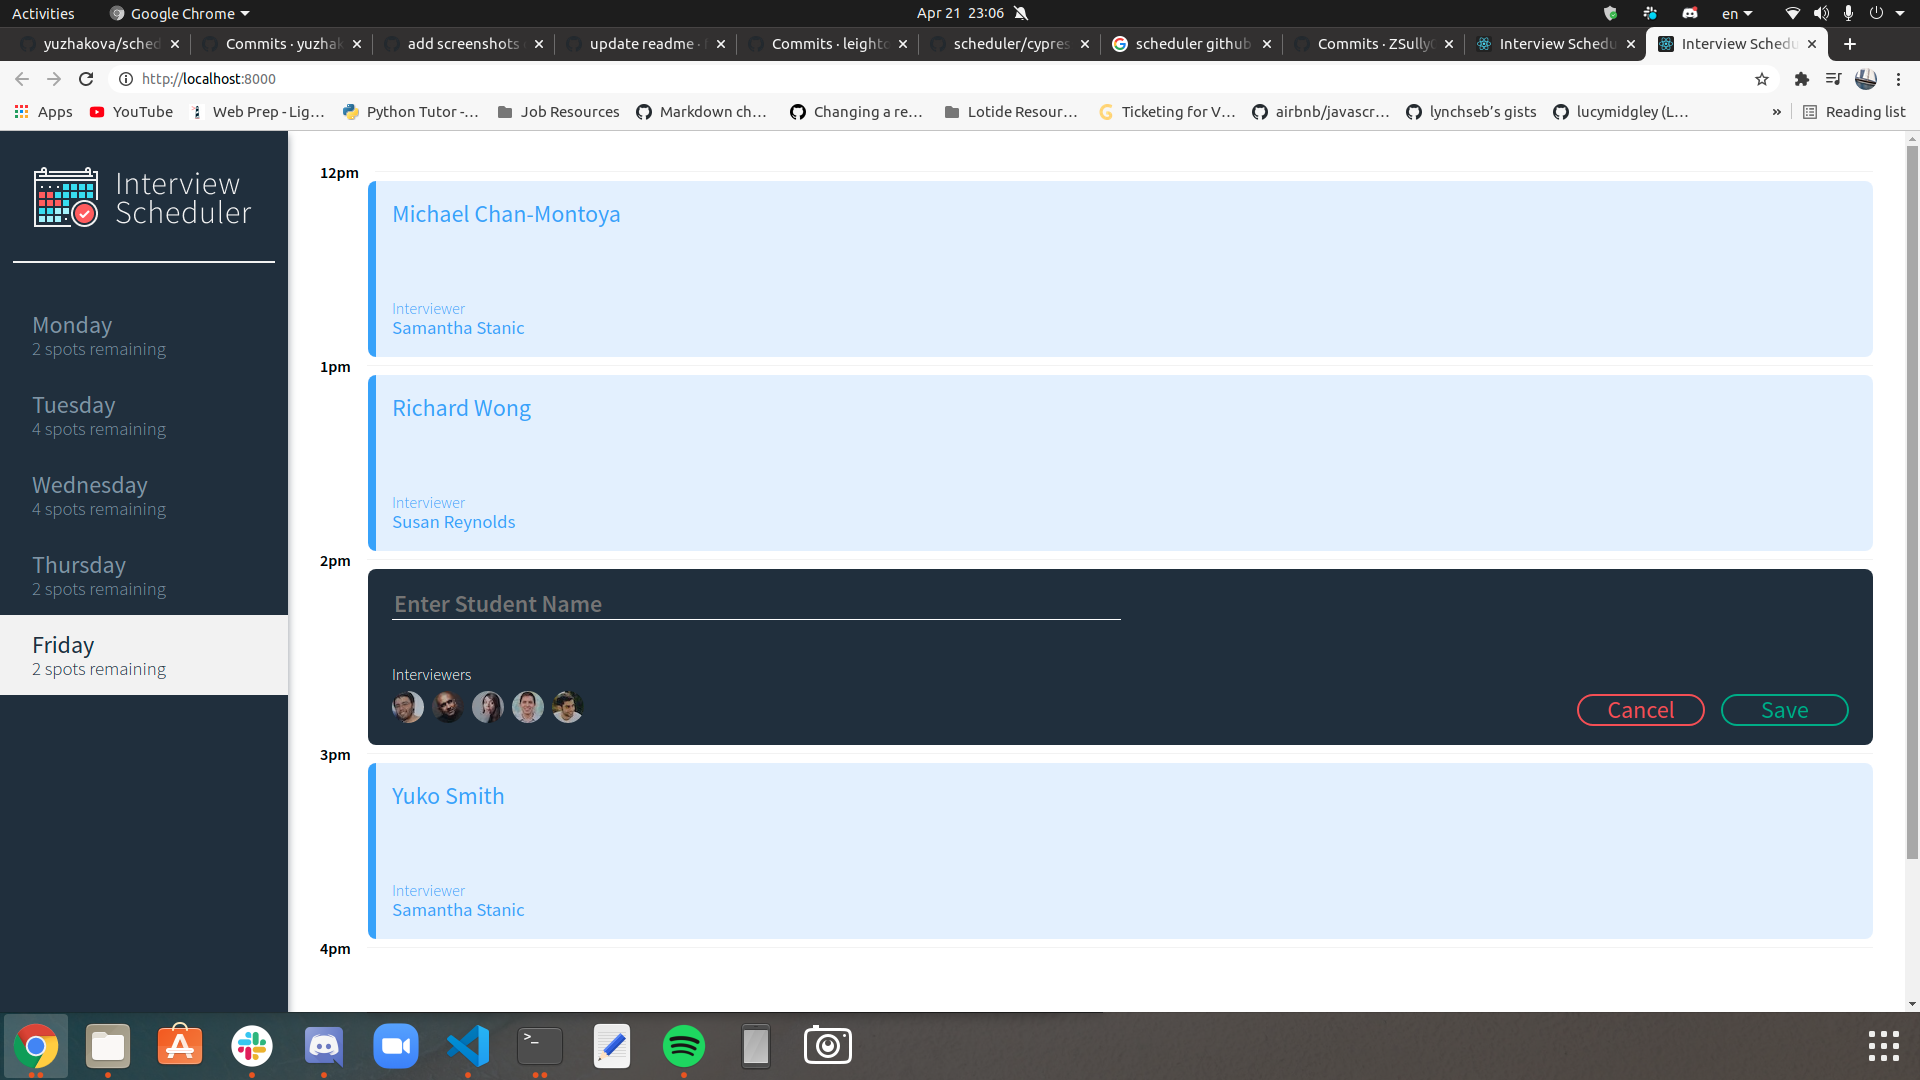 Activities
Google Chrome
Apr 21 23:06
en
yuzhakova/sched
Commits · yuzhak
add screenshots
update readme ·
Commits · leight
scheduler/cypres
scheduler github
Commits · ZSully
Interview Schedu
Interview Schedu
http://localhost:8000
Apps
YouTube
Web Prep - Lig...
Python Tutor -...
Job Resources
Markdown ch...
Changing a re...
Lotide Resour...
Ticketing for V...
airbnb/javascr...
lynchseb’s gists
lucymidgley (L...
»
Reading list
Interview
Scheduler
Monday
2 spots remaining
Tuesday
4 spots remaining
Wednesday
4 spots remaining
Thursday
2 spots remaining
Friday
2 spots remaining
12pm
Michael Chan-Montoya
Interviewer
Samantha Stanic
1pm
Richard Wong
Interviewer
Susan Reynolds
2pm
Enter Student Name
Interviewers
Cancel
Save
3pm
Yuko Smith
Interviewer
Samantha Stanic
4pm